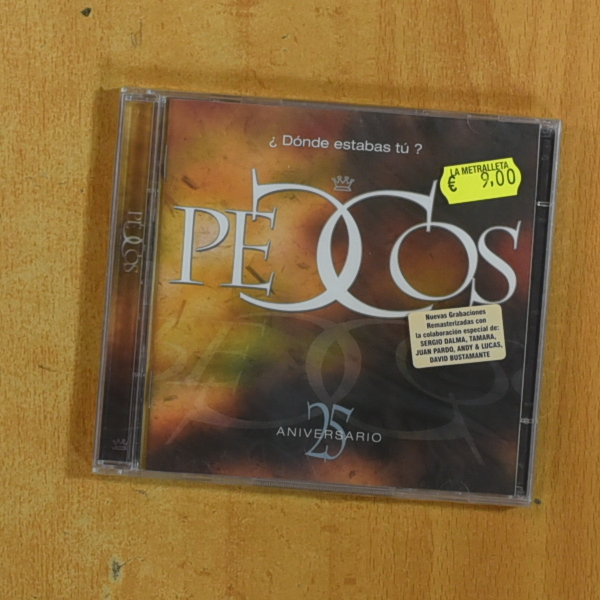 ¿ Dónde estabas tú ?
LA METRALLETA
€ 9,00
PECOS
PECOS
Nuevas Grabaciones
Remasterizadas con
la colaboración especial de:
SERGIO DALMA, TAMARA,
JUAN PARDO, ANDY & LUCAS,
DAVID BUSTAMANTE
25
ANIVERSARIO